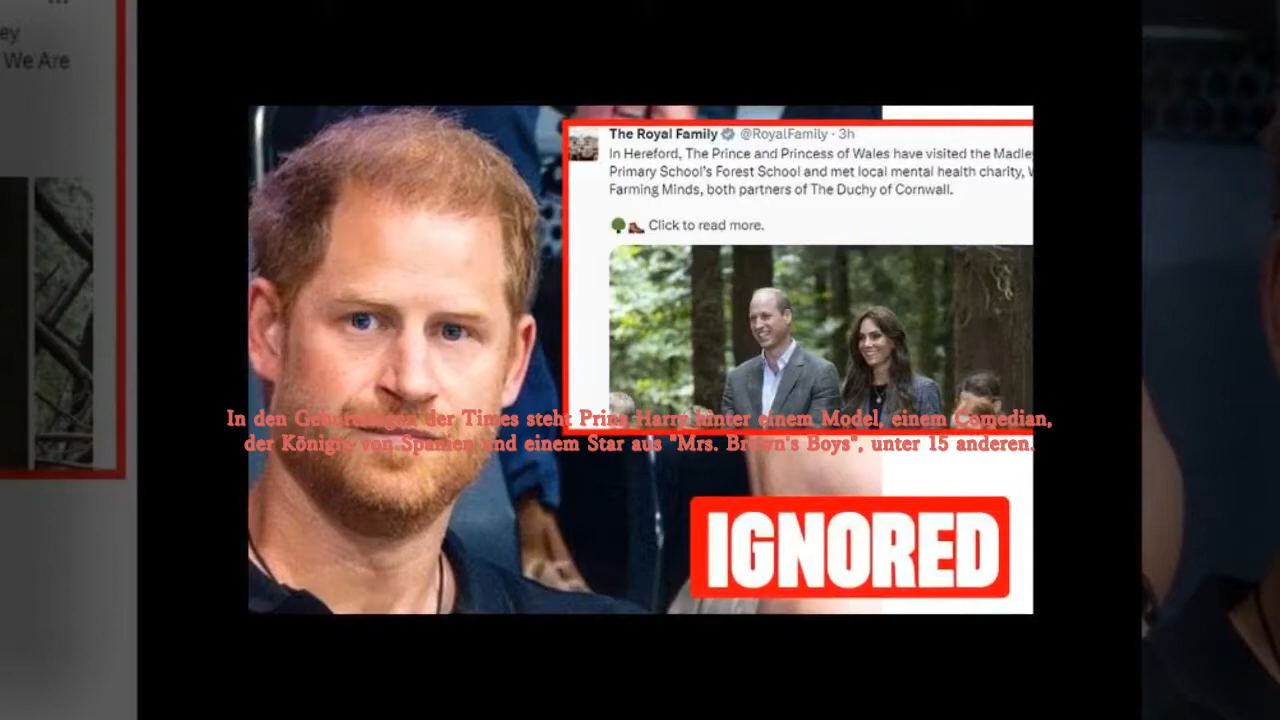 ey
We Are
The Royal Family @RoyalFamily · 3h
In Hereford, The Prince and Princess of Wales have visited the Madley
Primary School's Forest School and met local mental health charity, W
Farming Minds, both partners of The Duchy of Cornwall.
Click to read more.
In den Geburtstagen der Times steht Prinz Harry hinter einem Model, einem Comedian,
der Königin von Spanien und einem Star aus "Mrs. Brown's Boys", unter 15 anderen.
IGNORED